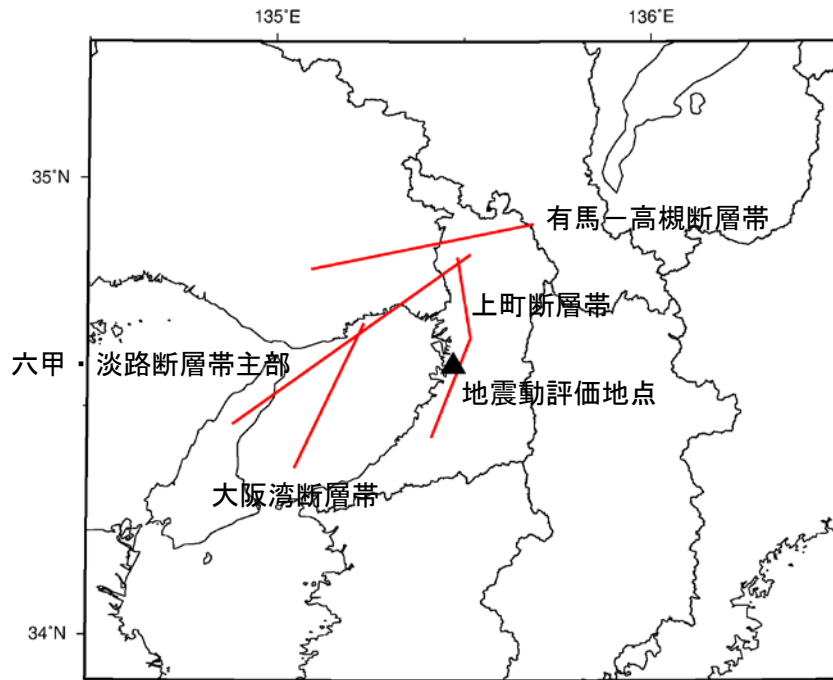 135°E
136°E
35°N
有馬－高槻断層帯
上町断層帯
六甲・淡路断層帯主部
地震動評価地点
大阪湾断層帯
34°N